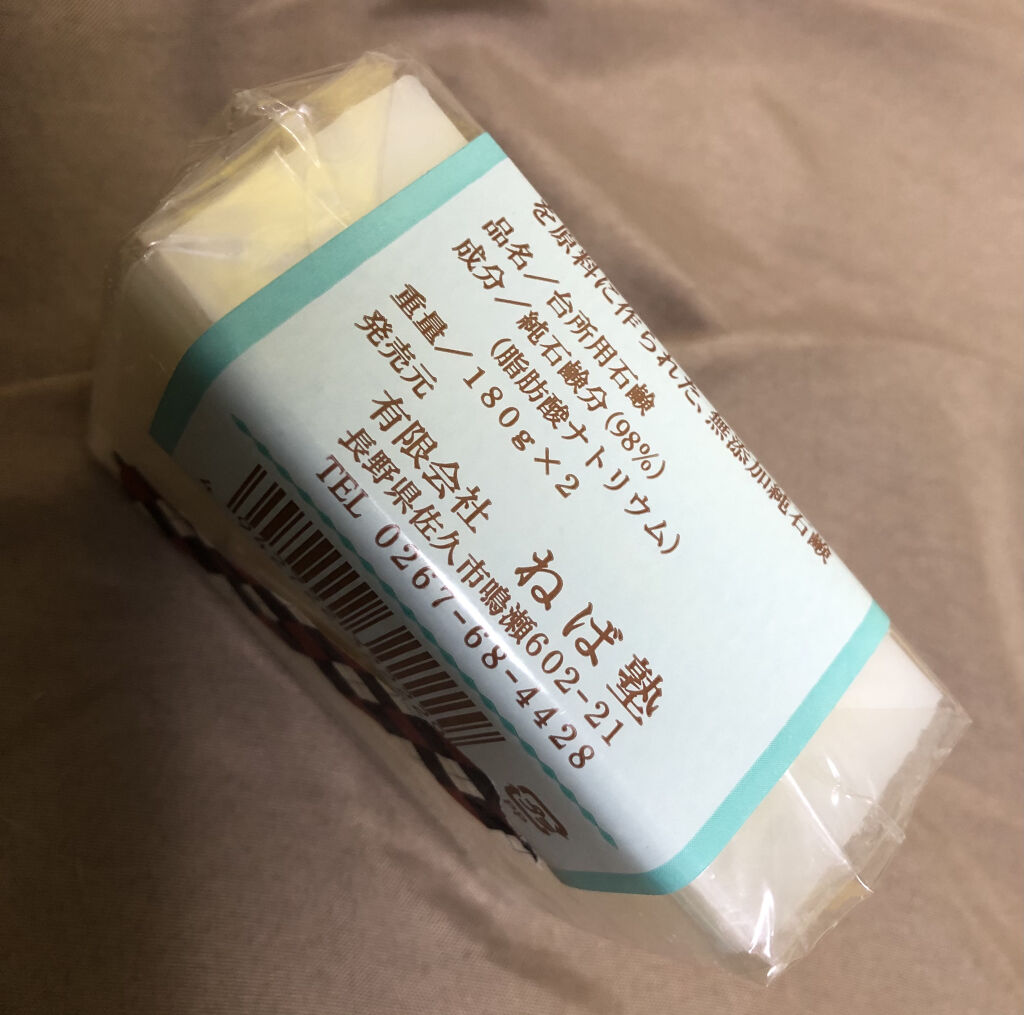 を原料に作られた、無添加純石鹸
品名/台所用石鹸
成分/純石鹸分(98%)
(脂肪酸ナトリウム)
重量/180g×2
発売元
有限会社 ねば塾
長野県佐久市鳴瀬602-21
TEL 0267-68-4428